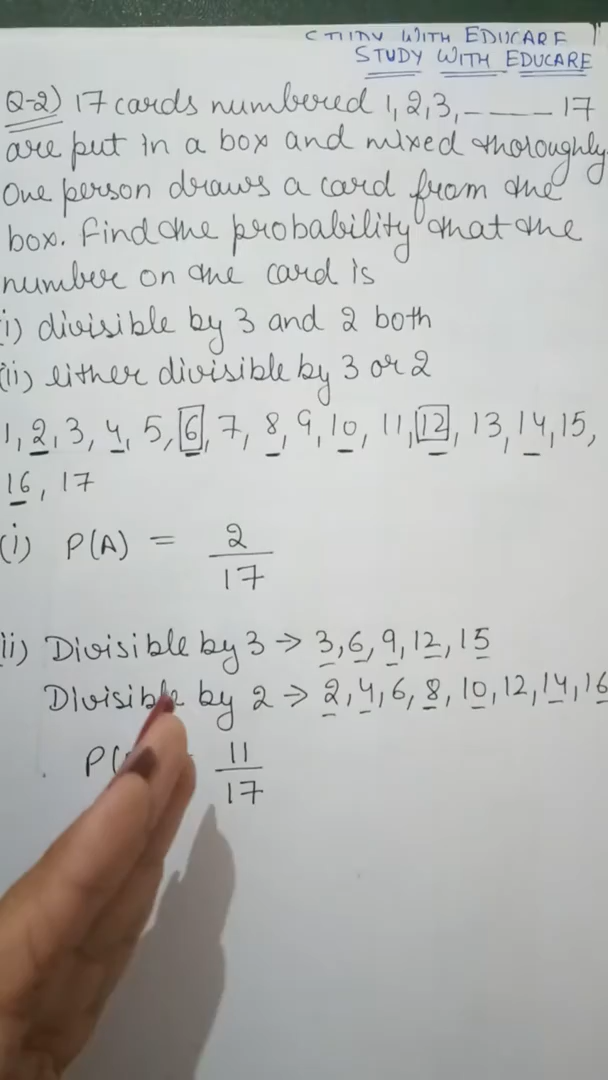 STUDY WITH EDUCARE
STUDY WITH EDUCARE
Q-2) 17 cards numbered 1, 2, 3, ----- 17
are put in a box and mixed thoroughly.
One person draws a card from the
box. Find the probability that the
number on the card is
i) divisible by 3 and 2 both
(ii) either divisible by 3 or 2
1, 2, 3, 4, 5, 6, 7, 8, 9, 10, 11, 12, 13, 14, 15,
16, 17
(i) P(A) = 2/17
ii) Divisible by 3 → 3, 6, 9, 12, 15
Divisible by 2 → 2, 4, 6, 8, 10, 12, 14, 16
P( 11/17